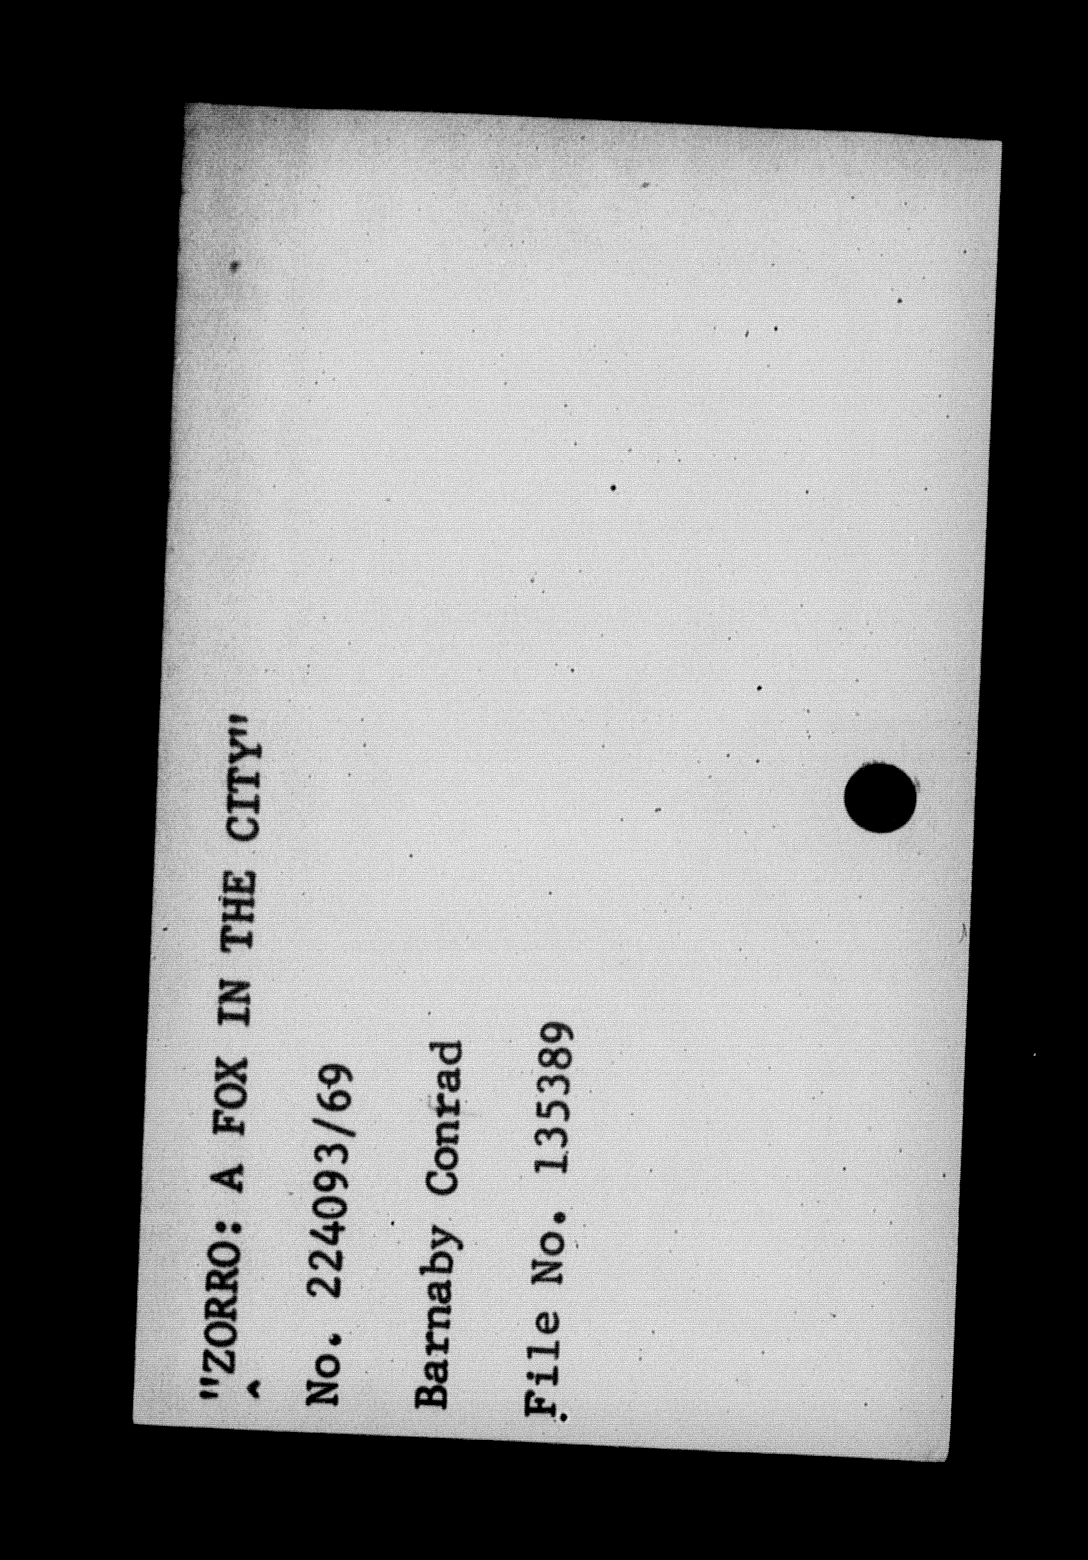 "ZORRO: A FOX IN THE CITY"
No. 224093/69
Barnaby Conrad
File No. 135389